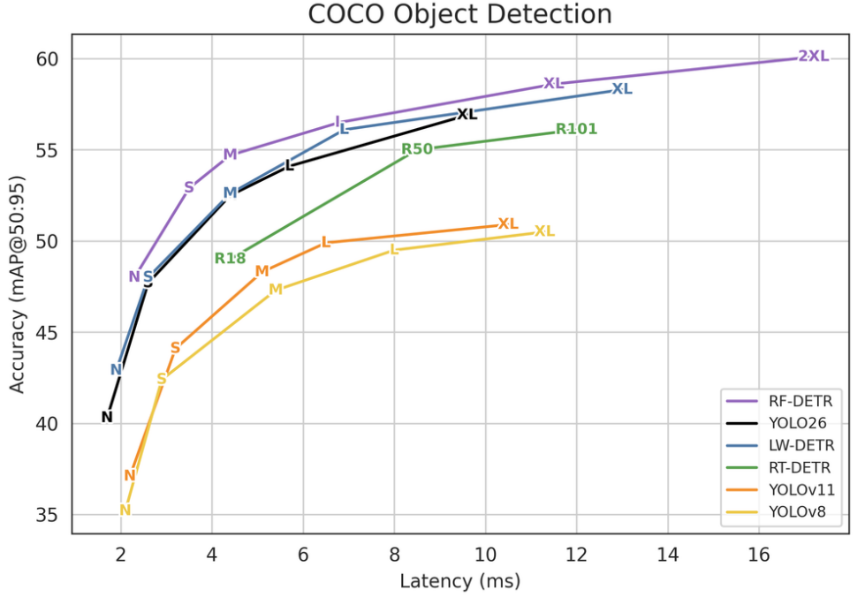 COCO Object Detection
Accuracy (mAP@50:95)
60
55
50
45
40
35
2XL
XL
XL
L
L
XL
R101
M
L
R50
S
M
R18
XL
XL
L
L
N
S
M
M
S
N
S
N
N
N
RF-DETR
YOLO26
LW-DETR
RT-DETR
YOLOv11
YOLOv8
2 4 6 8 10 12 14 16
Latency (ms)